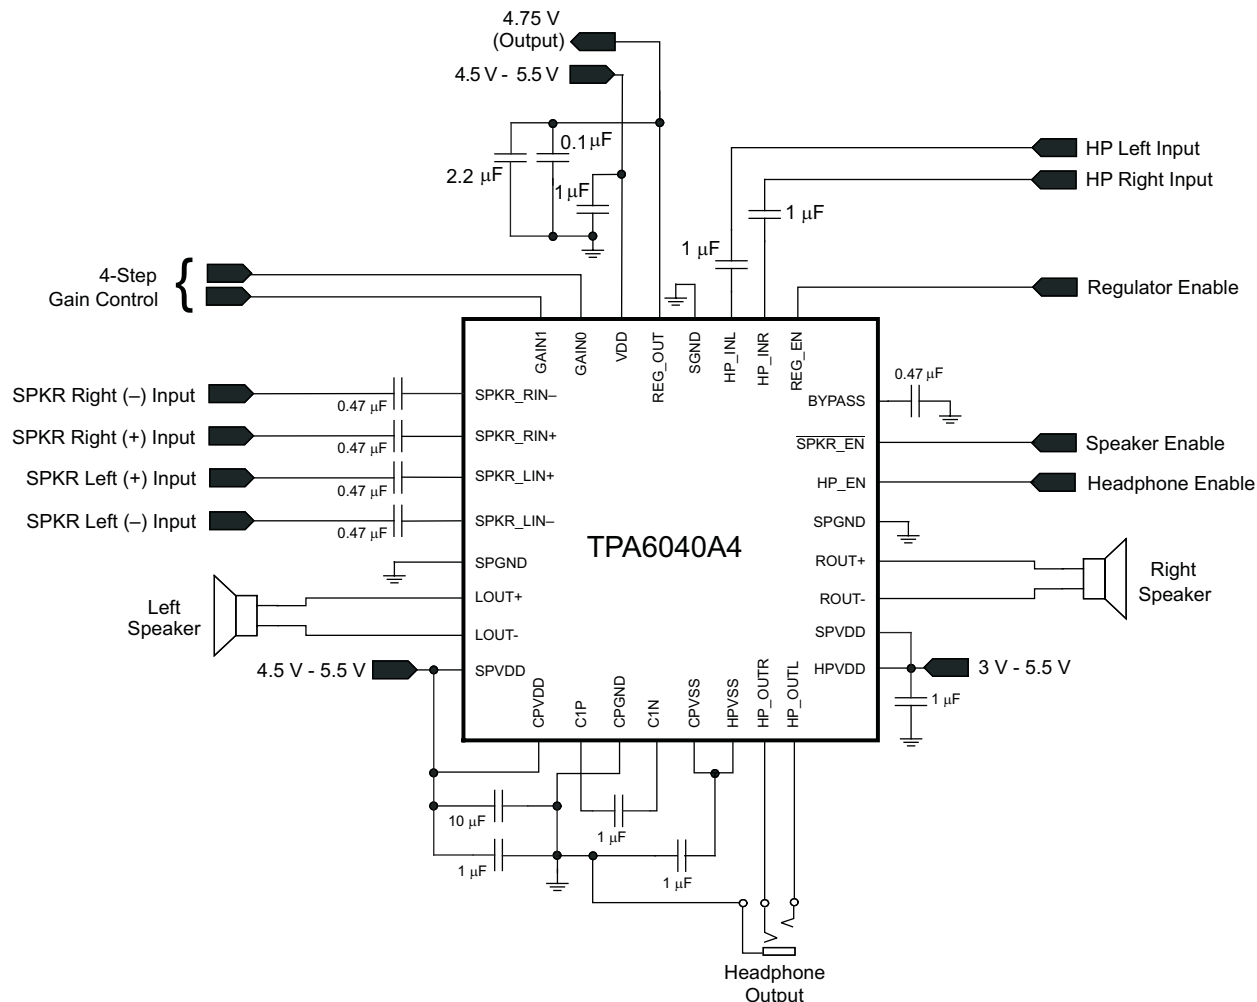 4.75 V
(Output)
4.5 V - 5.5 V
0.1 μF
2.2 μF
1 μF
HP Left Input
HP Right Input
1 μF
1 μF
4-Step
Gain Control
{
Regulator Enable
GAIN1
GAIN0
VDD
REG_OUT
SGND
HP_INL
HP_INR
REG_EN
SPKR Right (–) Input
0.47 μF
SPKR_RIN–
BYPASS
0.47 μF
SPKR Right (+) Input
0.47 μF
SPKR_RIN+
SPKR_EN
Speaker Enable
SPKR Left (+) Input
0.47 μF
SPKR_LIN+
HP_EN
Headphone Enable
SPKR Left (–) Input
0.47 μF
SPKR_LIN–
SPGND
TPA6040A4
SPGND
ROUT+
Right
Speaker
Left
Speaker
LOUT+
ROUT-
LOUT-
SPVDD
4.5 V - 5.5 V
SPVDD
HPVDD
3 V - 5.5 V
1 μF
CPVDD
C1P
CPGND
C1N
CPVSS
HPVSS
HP_OUTR
HP_OUTL
10 μF
1 μF
1 μF
1 μF
Headphone
Output